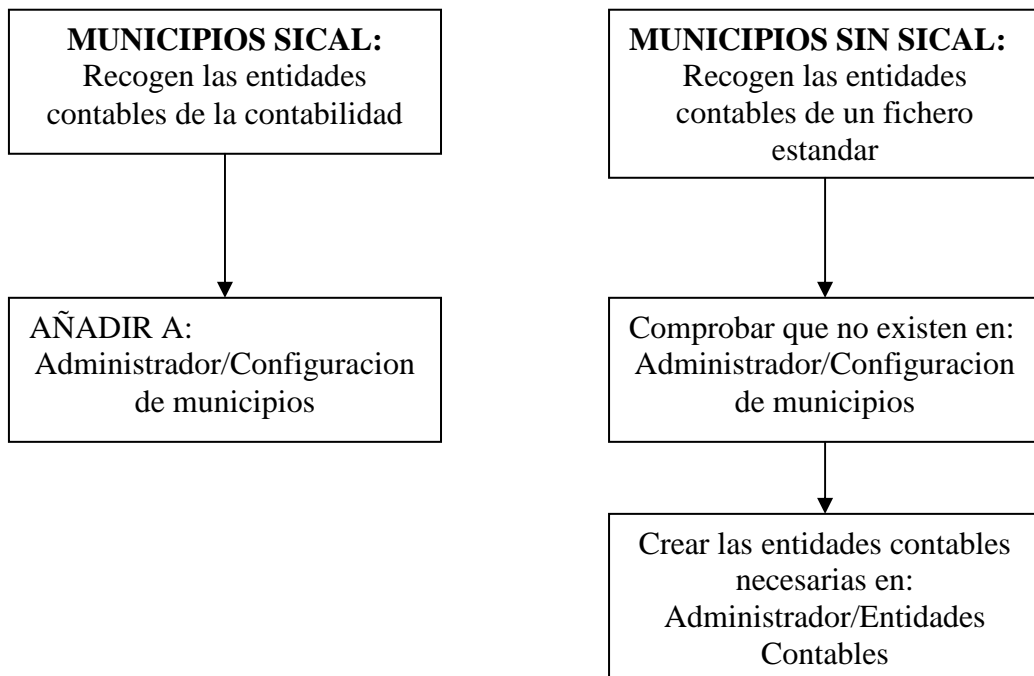 MUNICIPIOS SICAL:
Recogen las entidades
contables de la contabilidad
AÑADIR A:
Administrador/Configuracion
de municipios
MUNICIPIOS SIN SICAL:
Recogen las entidades
contables de un fichero
estandar
Comprobar que no existen en:
Administrador/Configuracion
de municipios
Crear las entidades contables
necesarias en:
Administrador/Entidades
Contables